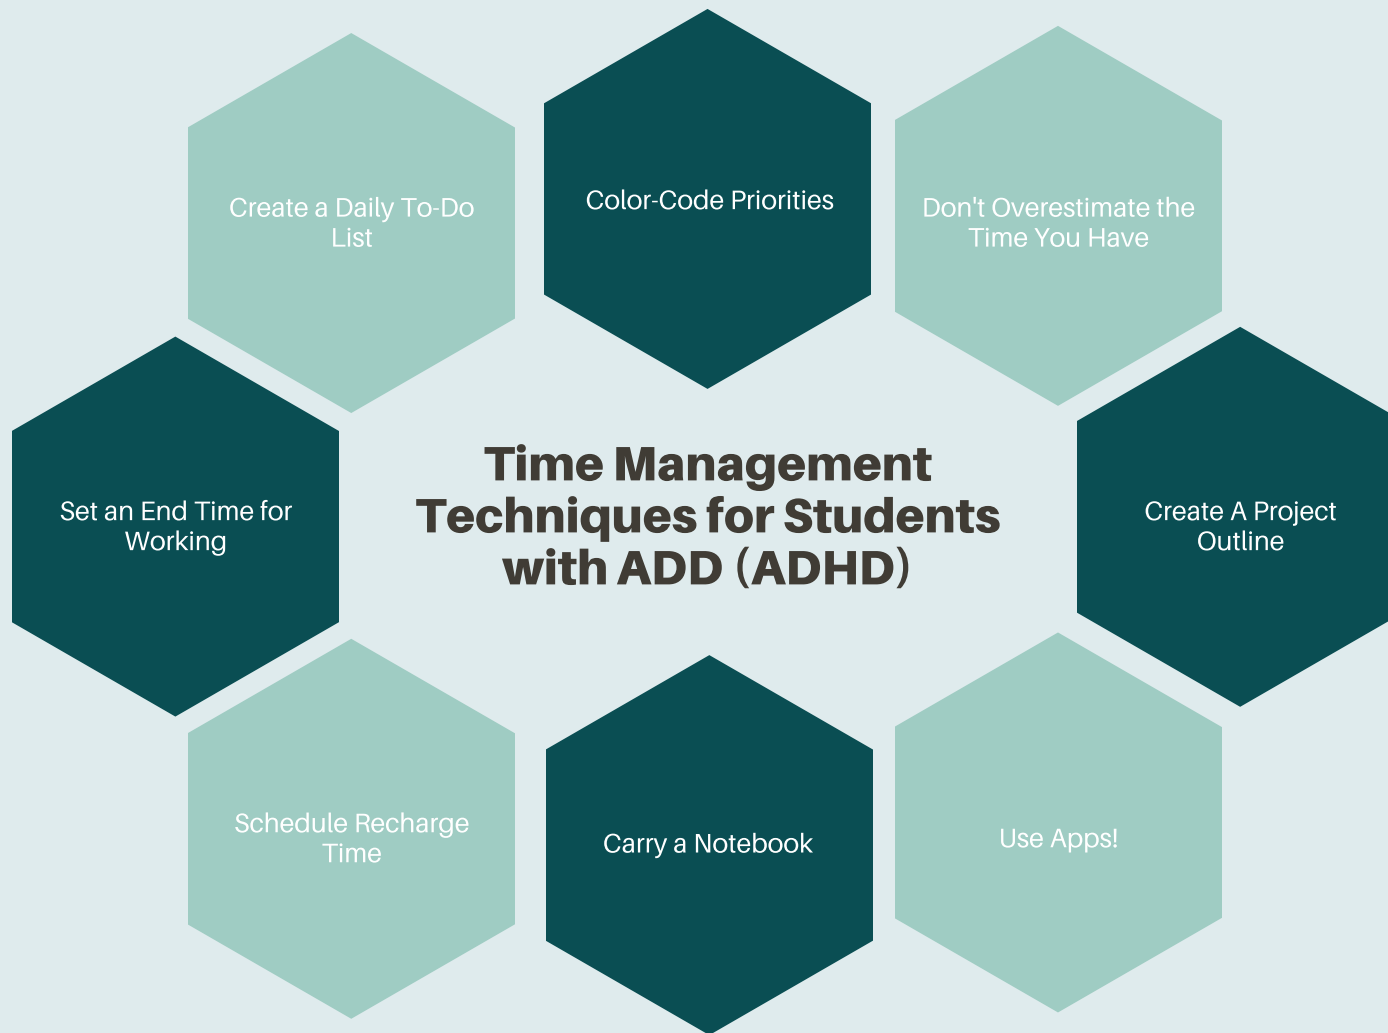 Create a Daily To-Do
List
Color-Code Priorities
Don't Overestimate the
Time You Have
Set an End Time for
Working
Time Management
Techniques for Students
with ADD (ADHD)
Create A Project
Outline
Schedule Recharge
Time
Carry a Notebook
Use Apps!